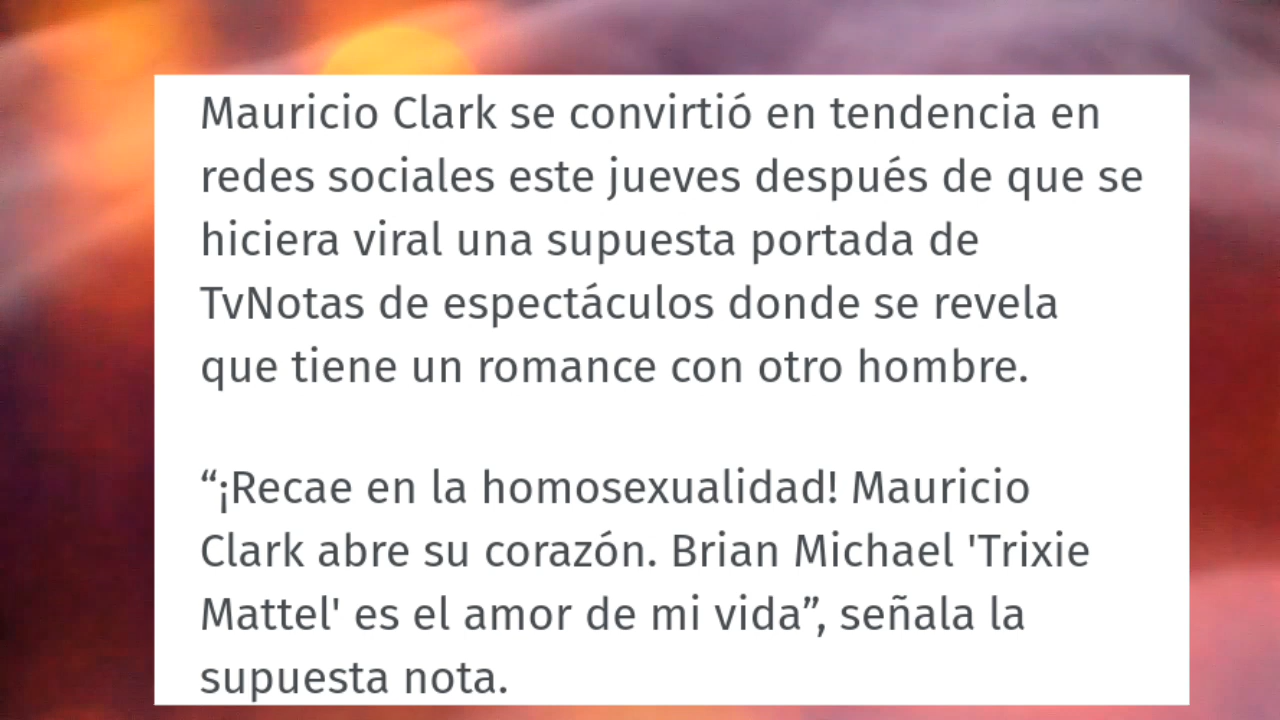 Mauricio Clark se convirtió en tendencia en
redes sociales este jueves después de que se
hiciera viral una supuesta portada de
TvNotas de espectáculos donde se revela
que tiene un romance con otro hombre.
“¡Recae en la homosexualidad! Mauricio
Clark abre su corazón. Brian Michael 'Trixie
Mattel' es el amor de mi vida”, señala la
supuesta nota.